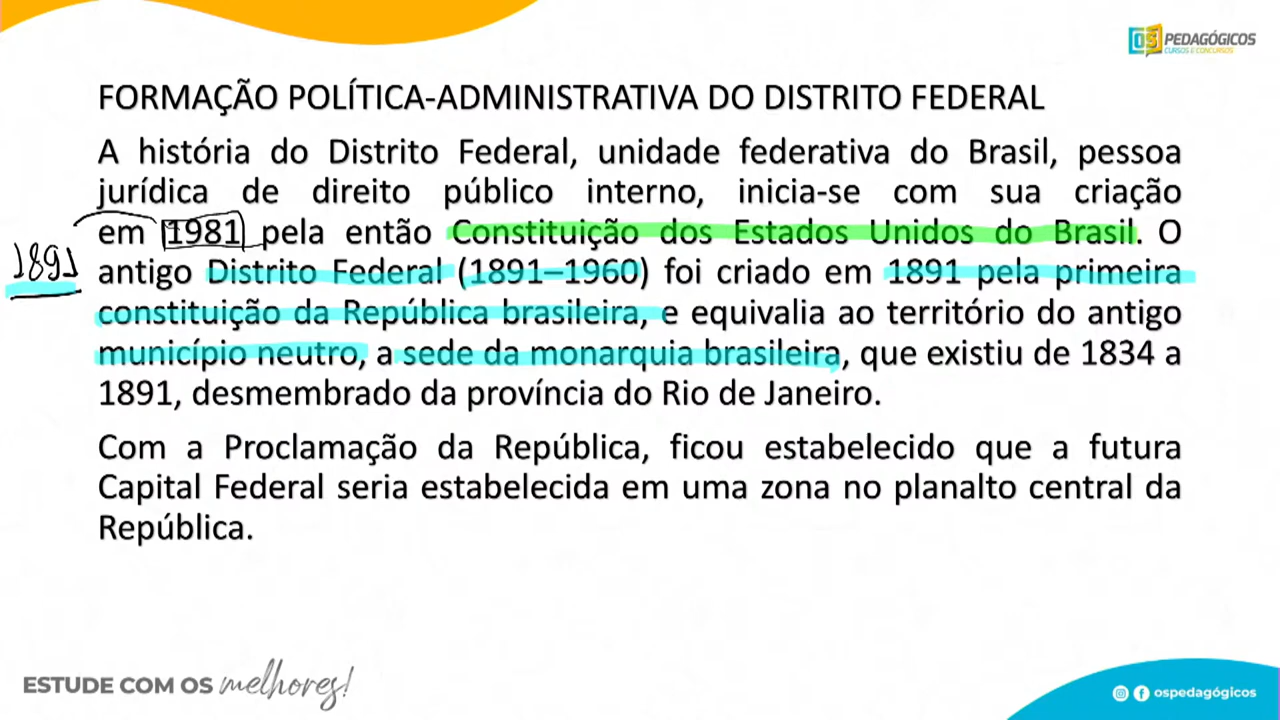 OS PEDAGÓGICOS
CURSOS E CONCURSOS
FORMAÇÃO POLÍTICA-ADMINISTRATIVA DO DISTRITO FEDERAL
A história do Distrito Federal, unidade federativa do Brasil, pessoa
jurídica de direito público interno, inicia-se com sua criação
em 1981 pela então Constituição dos Estados Unidos do Brasil. O
1891
antigo Distrito Federal (1891–1960) foi criado em 1891 pela primeira
constituição da República brasileira, e equivalia ao território do antigo
município neutro, a sede da monarquia brasileira, que existiu de 1834 a
1891, desmembrado da província do Rio de Janeiro.
Com a Proclamação da República, ficou estabelecido que a futura
Capital Federal seria estabelecida em uma zona no planalto central da
República.
ESTUDE COM OS melhores!
ospedagógicos